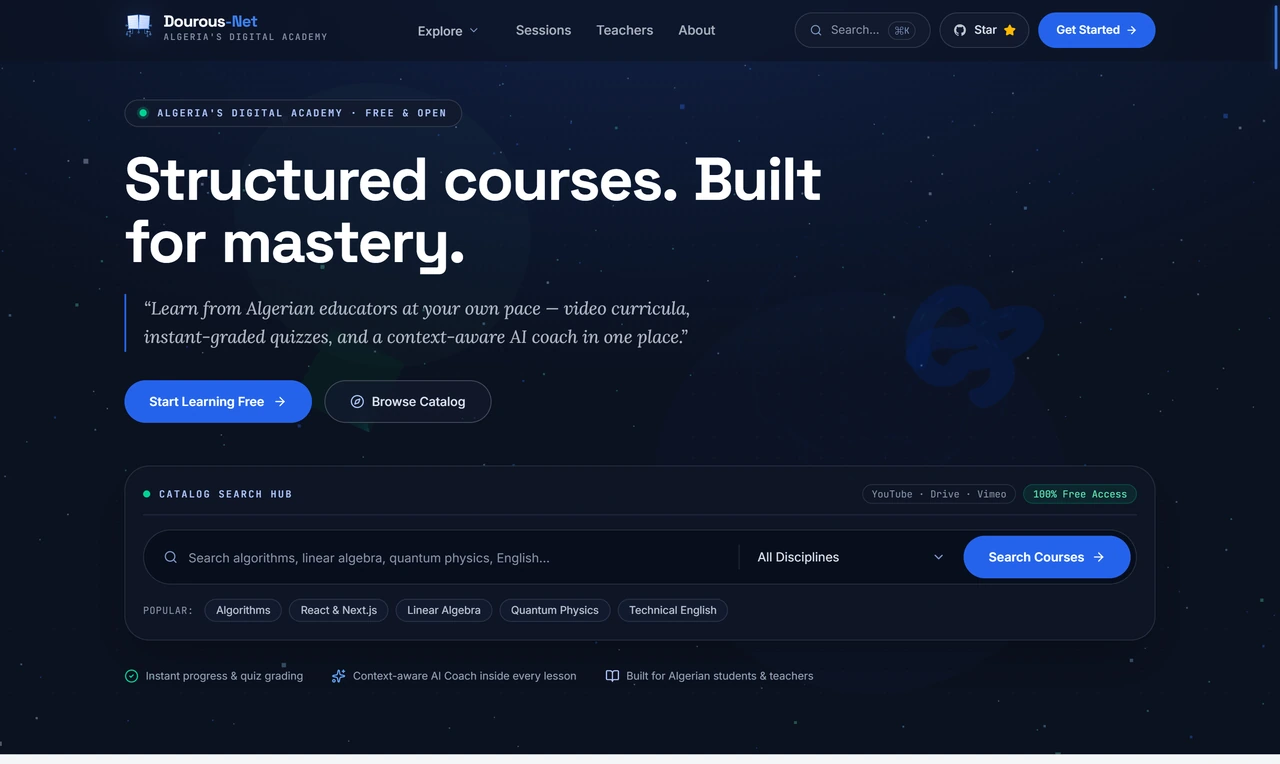 Dourous-Net
ALGERIA'S DIGITAL ACADEMY
Explore
Sessions
Teachers
About
Search... ⌘K
Star
Get Started →
ALGERIA'S DIGITAL ACADEMY · FREE & OPEN
Structured courses. Built
for mastery.
“Learn from Algerian educators at your own pace — video curricula,
instant-graded quizzes, and a context-aware AI coach in one place.”
Start Learning Free →
Browse Catalog
CATALOG SEARCH HUB
YouTube · Drive · Vimeo
100% Free Access
Search algorithms, linear algebra, quantum physics, English...
All Disciplines
Search Courses →
POPULAR:
Algorithms
React & Next.js
Linear Algebra
Quantum Physics
Technical English
Instant progress & quiz grading
Context-aware AI Coach inside every lesson
Built for Algerian students & teachers